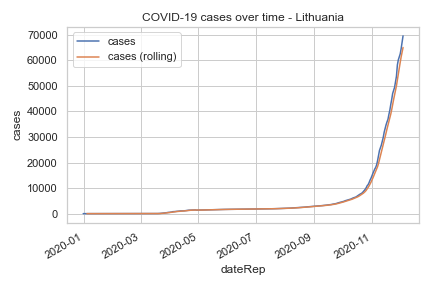 COVID-19 cases over time - Lithuania
cases
cases (rolling)
70000
60000
50000
40000
30000
20000
10000
0
cases
2020-01
2020-03
2020-05
2020-07
2020-09
2020-11
dateRep